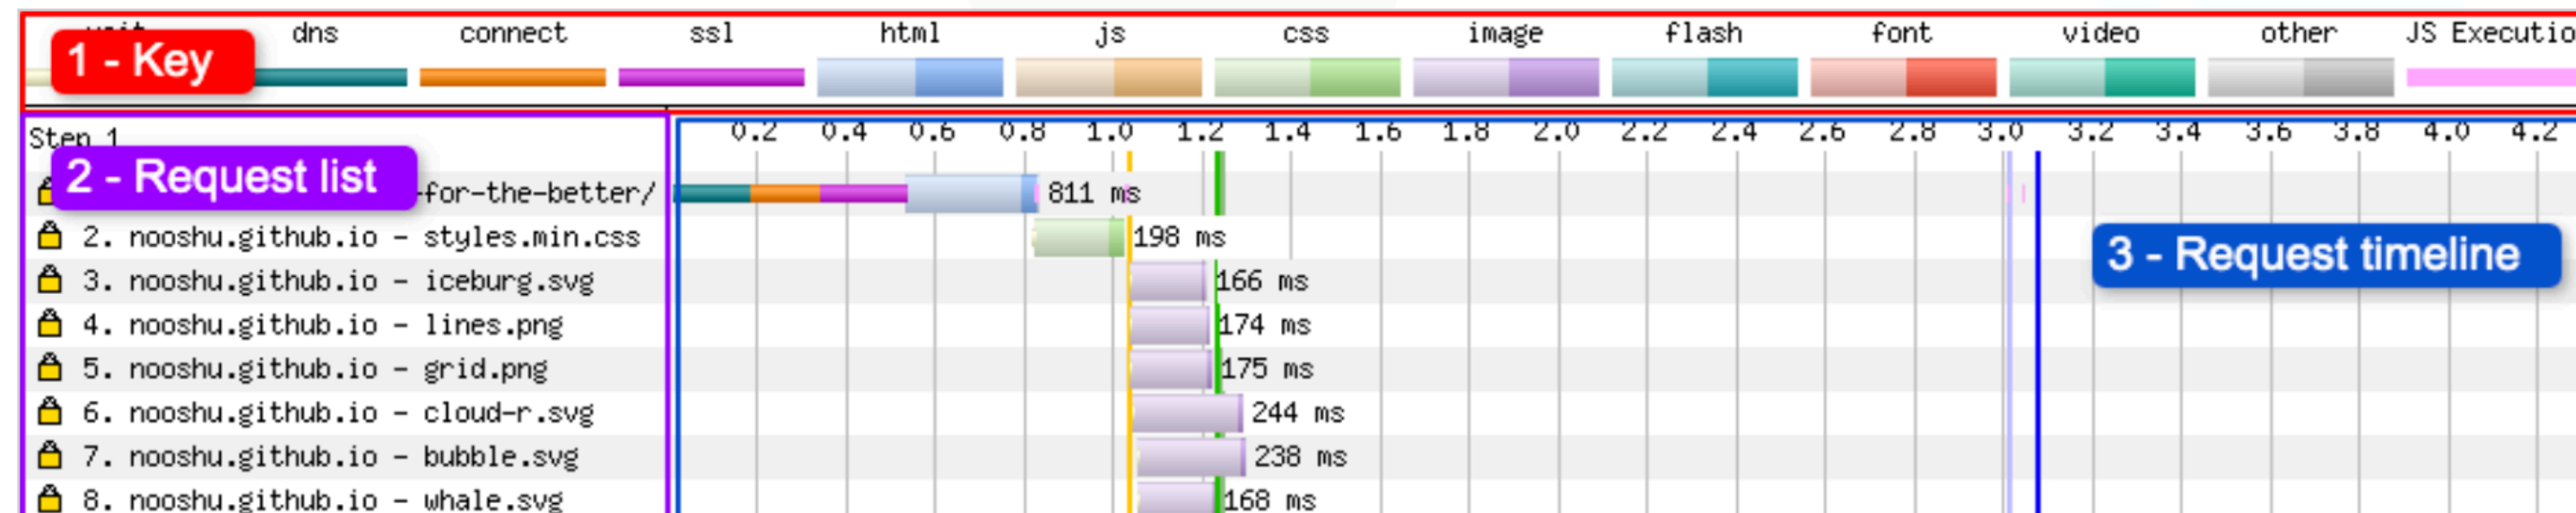 dns connect ssl html js css image flash font video other JS Executio
1 - Key
Step 1 0.2 0.4 0.6 0.8 1.0 1.2 1.4 1.6 1.8 2.0 2.2 2.4 2.6 2.8 3.0 3.2 3.4 3.6 3.8 4.0 4.2
2 - Request list
-for-the-better/ 811 ms
2. nooshu.github.io - styles.min.css 198 ms
3 - Request timeline
3. nooshu.github.io - iceburg.svg 166 ms
4. nooshu.github.io - lines.png 174 ms
5. nooshu.github.io - grid.png 175 ms
6. nooshu.github.io - cloud-r.svg 244 ms
7. nooshu.github.io - bubble.svg 238 ms
8. nooshu.github.io - whale.svg 168 ms